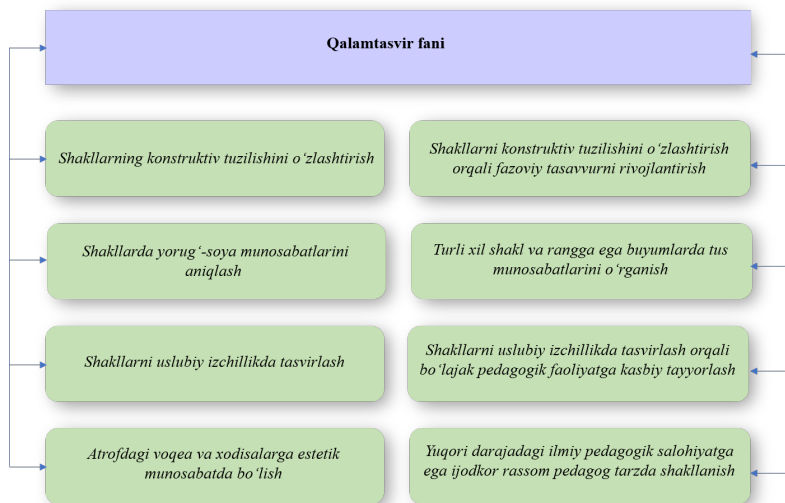 Qalamtasvir fani
Shakllarning konstruktiv tuzilishini o‘zlashtirish
Shakllarni konstruktiv tuzilishini o‘zlashtirish
orqali fazoviy tasavvurni rivojlantirish
Shakllarda yorug‘-soya munosabatlarini
aniqlash
Turli xil shakl va rangga ega buyumlarda tus
munosabatlarini o‘rganish
Shakllarni uslubiy izchillikda tasvirlash
Shakllarni uslubiy izchillikda tasvirlash orqali
bo‘lajak pedagogik faoliyatga kasbiy tayyorlash
Atrofdagi voqea va xodisalarga estetik
munosabatda bo‘lish
Yuqori darajadagi ilmiy pedagogik salohiyatga
ega ijodkor rassom pedagog tarzda shakllanish